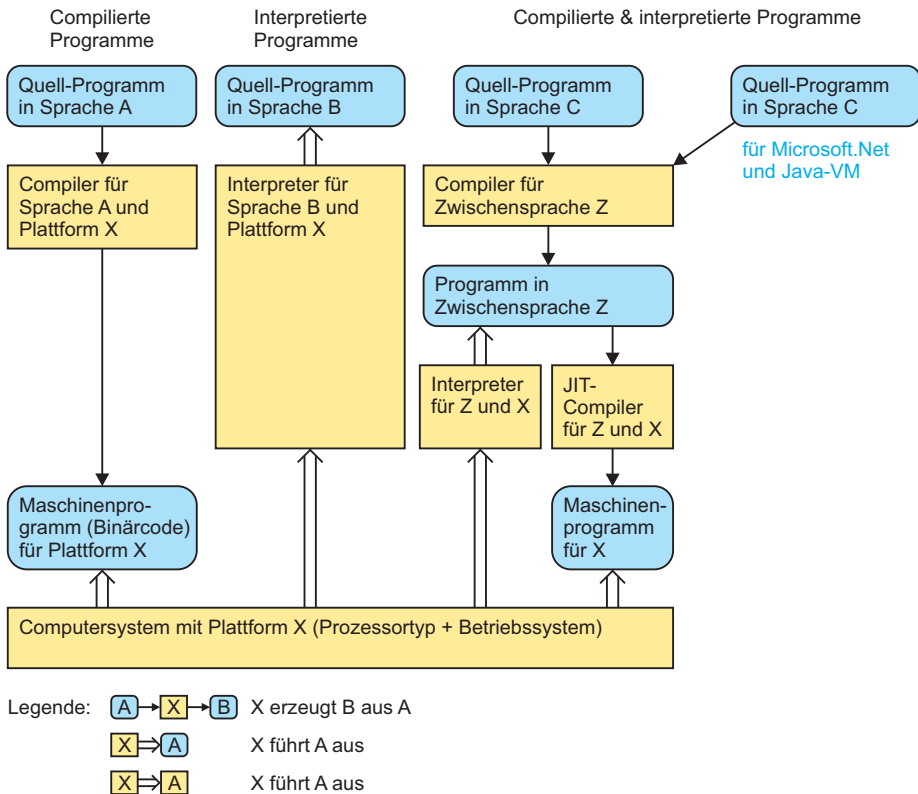 Compilierte
Programme
Interpretierte
Programme
Compilierte & interpretierte Programme
Quell-Programm
in Sprache A
Quell-Programm
in Sprache B
Quell-Programm
in Sprache C
Quell-Programm
in Sprache C
für Microsoft.Net
und Java-VM
Compiler für
Sprache A und
Plattform X
Interpreter für
Sprache B und
Plattform X
Compiler für
Zwischensprache Z
Programm in
Zwischensprache Z
Interpreter
für Z und X
JIT-
Compiler
für Z und X
Maschinenpro-
gramm (Binärcode)
für Plattform X
Maschinen-
programm
für X
Computersystem mit Plattform X (Prozessortyp + Betriebssystem)
Legende: A X B X erzeugt B aus A
X A X führt A aus
X A X führt A aus